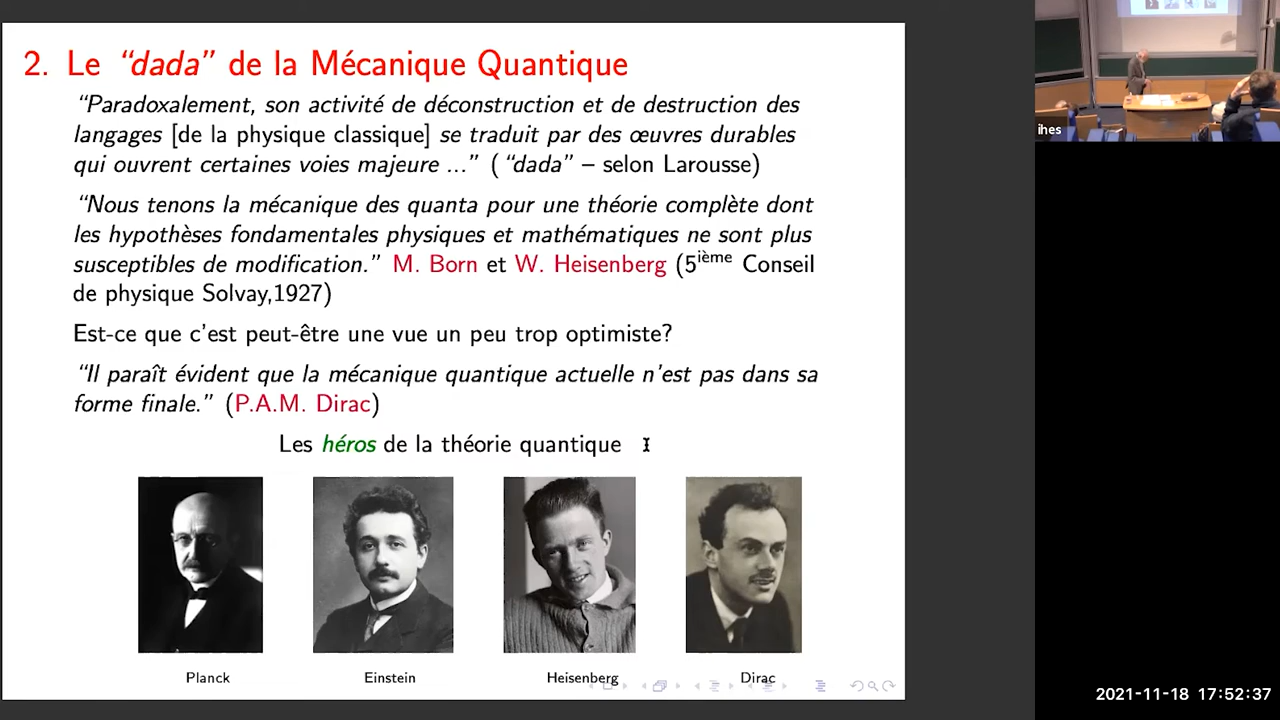 2. Le “dada” de la Mécanique Quantique
“Paradoxalement, son activité de déconstruction et de destruction des
langages [de la physique classique] se traduit par des œuvres durables
qui ouvrent certaines voies majeure ...” ( “dada” – selon Larousse)
“Nous tenons la mécanique des quanta pour une théorie complète dont
les hypothèses fondamentales physiques et mathématiques ne sont plus
susceptibles de modification.” M. Born et W. Heisenberg (5ième Conseil
de physique Solvay,1927)
Est-ce que c'est peut-être une vue un peu trop optimiste?
“Il paraît évident que la mécanique quantique actuelle n'est pas dans sa
forme finale.” (P.A.M. Dirac)
Les héros de la théorie quantique
Planck
Einstein
Heisenberg
Dirac
ihes
2021-11-18 17:52:37